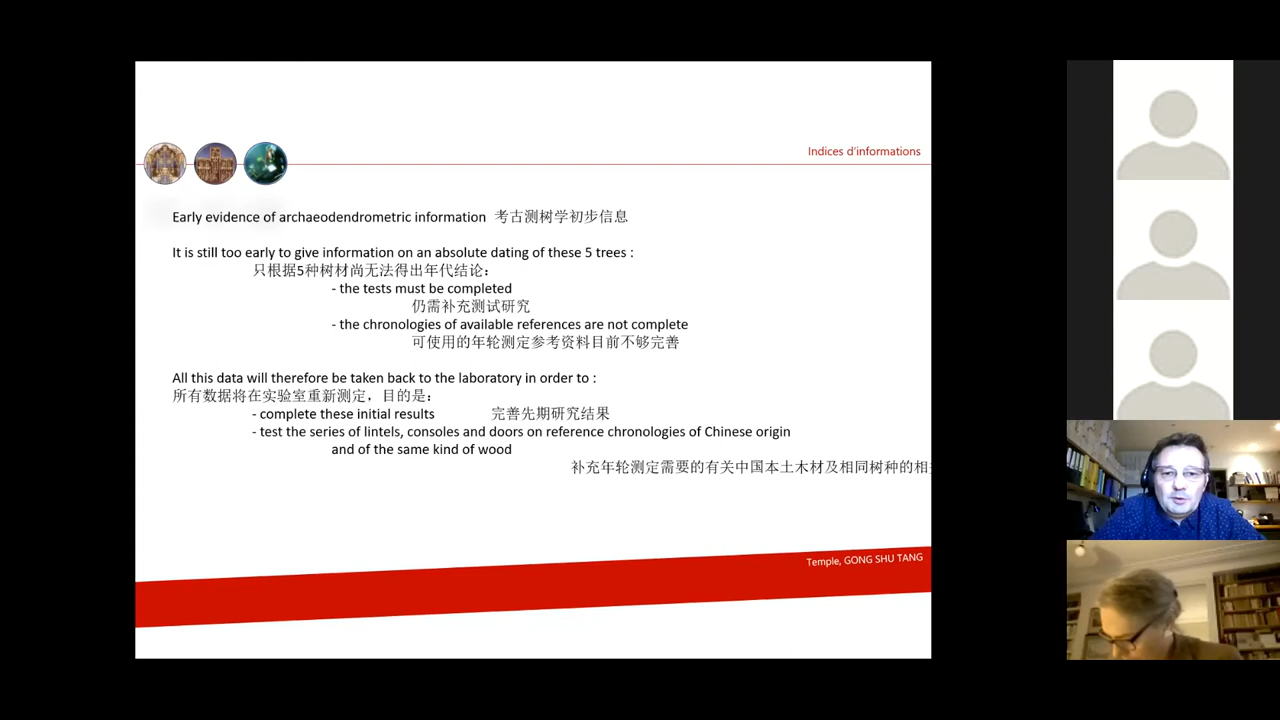 Indices d'informations
Early evidence of archaeodendrometric information 考古测树学初步信息
It is still too early to give information on an absolute dating of these 5 trees :
只根据5种树材尚无法得出年代结论：
- the tests must be completed
仍需补充测试研究
- the chronologies of available references are not complete
可使用的年轮测定参考资料目前不够完善
All this data will therefore be taken back to the laboratory in order to :
所有数据将在实验室重新测定，目的是：
- complete these initial results 完善先期研究结果
- test the series of lintels, consoles and doors on reference chronologies of Chinese origin
and of the same kind of wood
补充年轮测定需要的有关中国本土木材及相同树种的相
Temple, GONG SHU TANG